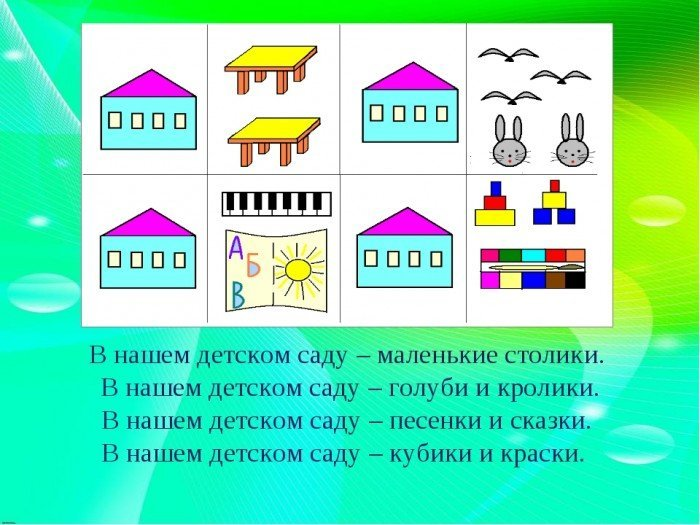 А
Б
В
В нашем детском саду – маленькие столики.
В нашем детском саду – голуби и кролики.
В нашем детском саду – песенки и сказки.
В нашем детском саду – кубики и краски.